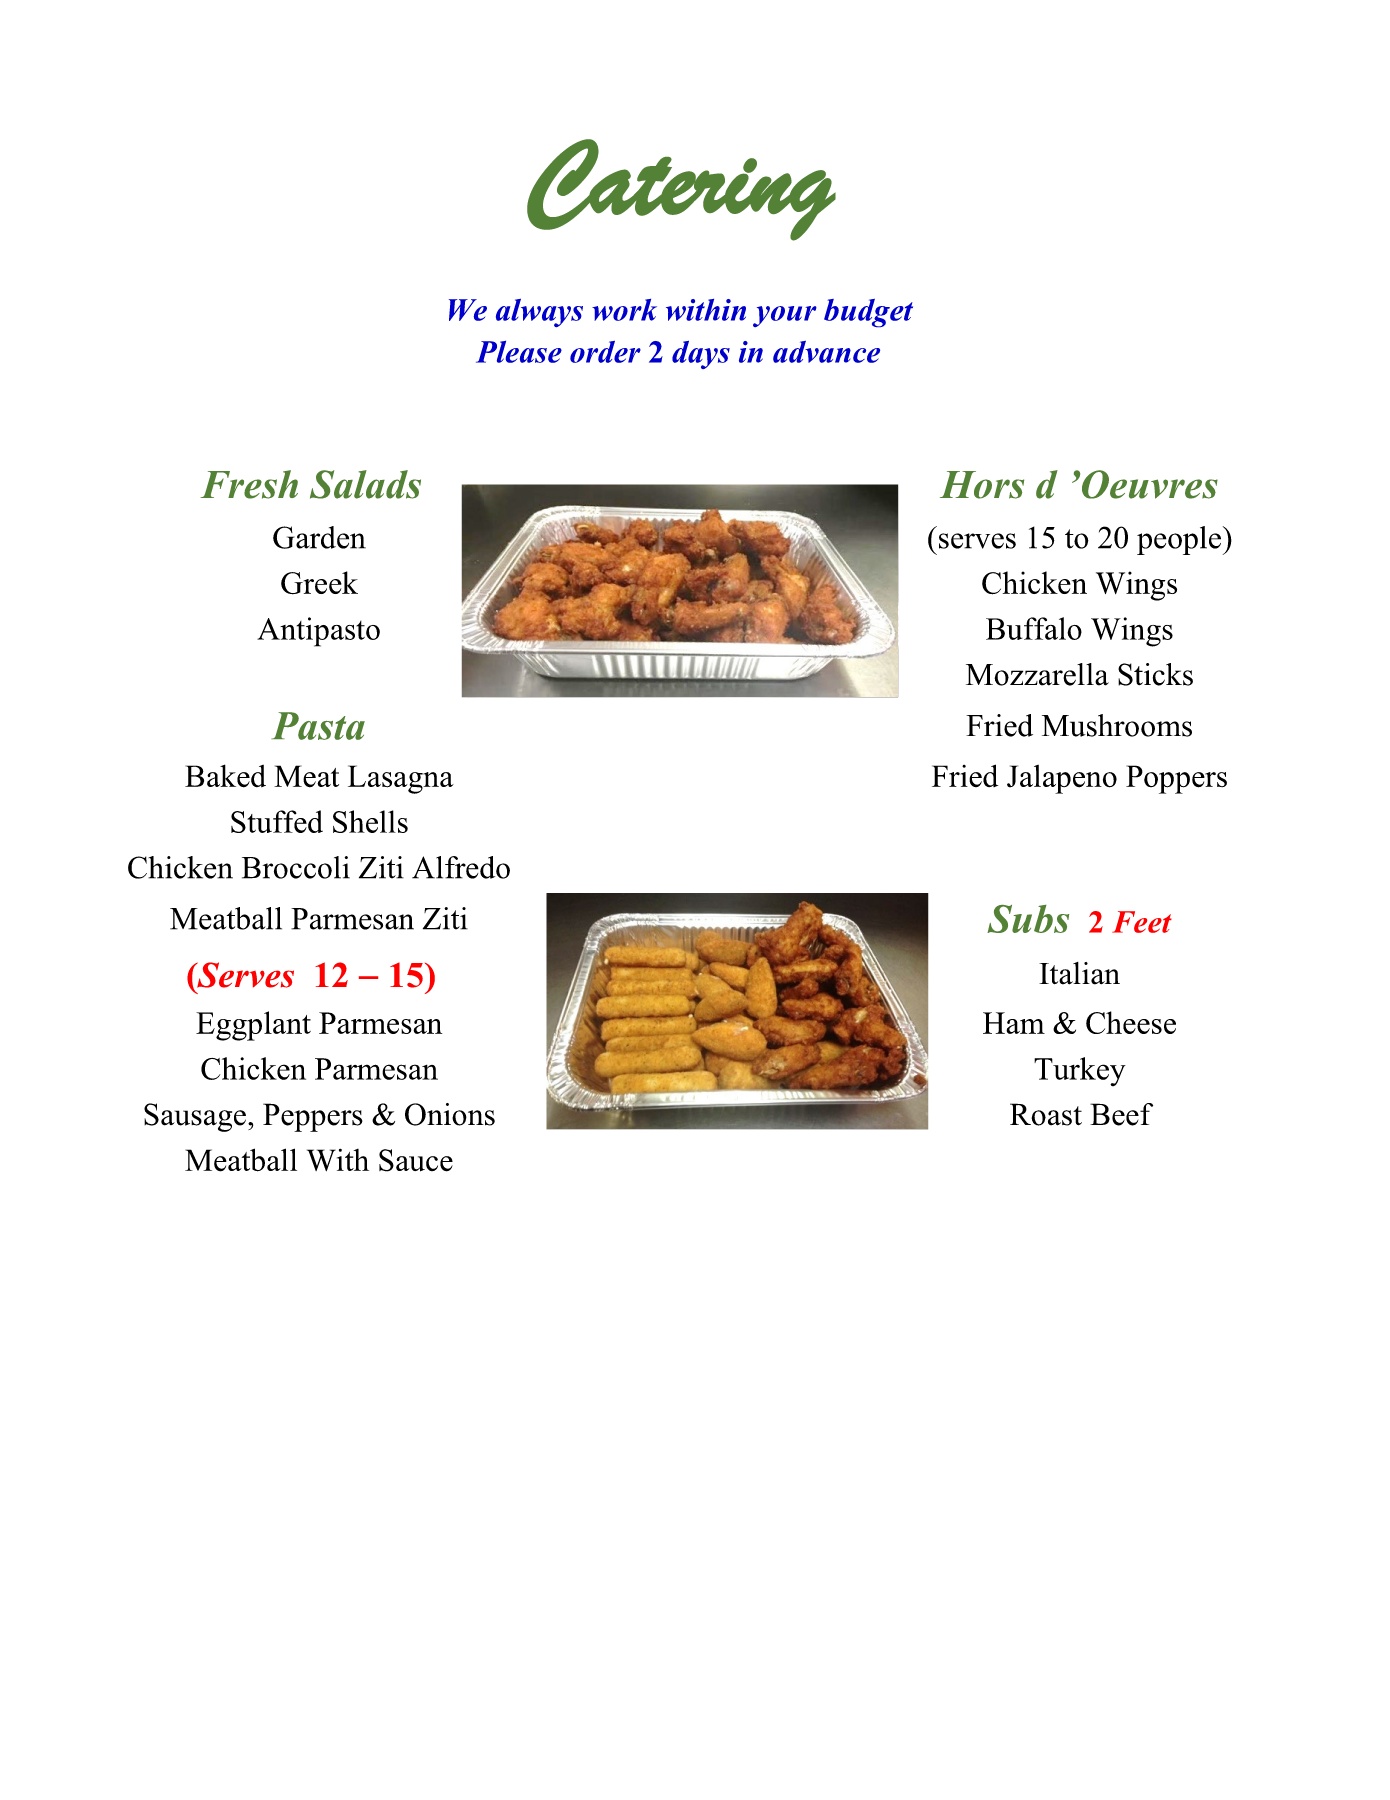 Catering
We always work within your budget
Please order 2 days in advance
Fresh Salads
Garden
Greek
Antipasto
Pasta
Baked Meat Lasagna
Stuffed Shells
Chicken Broccoli Ziti Alfredo
Meatball Parmesan Ziti
(Serves 12 – 15)
Eggplant Parmesan
Chicken Parmesan
Sausage, Peppers & Onions
Meatball With Sauce
Hors d ’Oeuvres
(serves 15 to 20 people)
Chicken Wings
Buffalo Wings
Mozzarella Sticks
Fried Mushrooms
Fried Jalapeno Poppers
Subs 2 Feet
Italian
Ham & Cheese
Turkey
Roast Beef